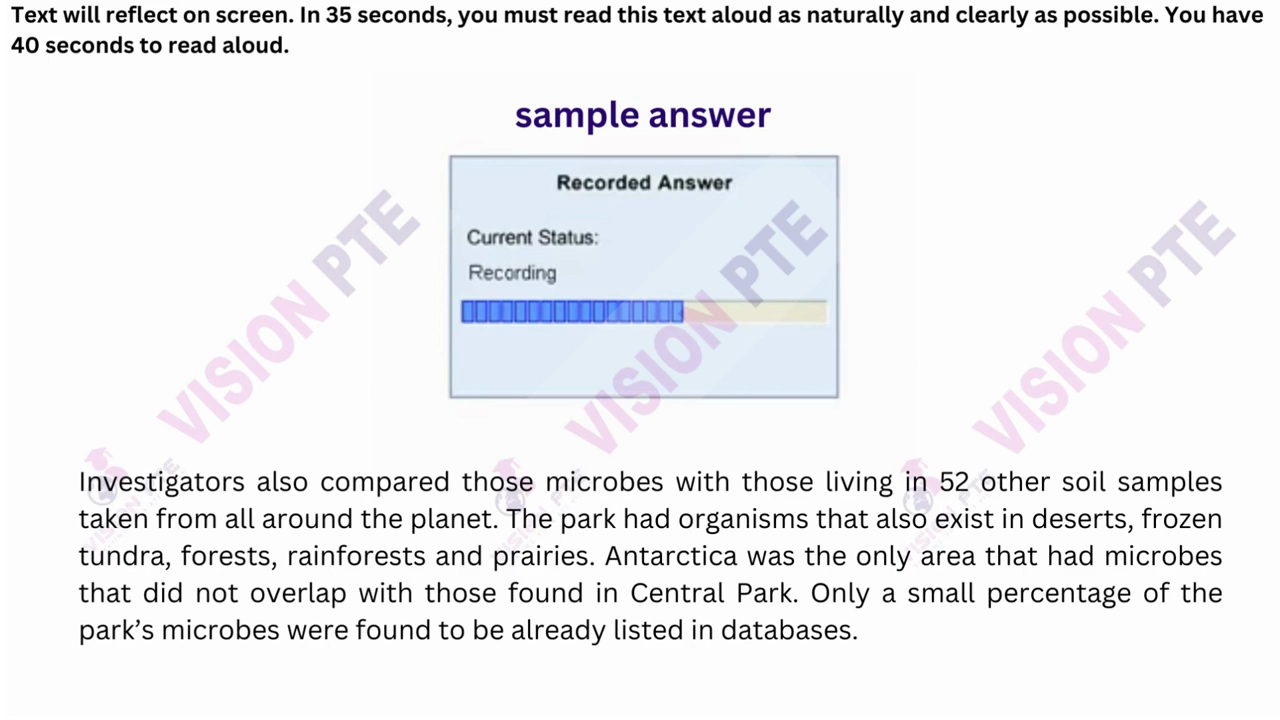 Text will reflect on screen. In 35 seconds, you must read this text aloud as naturally and clearly as possible. You have
40 seconds to read aloud.
sample answer
Recorded Answer
Current Status:
Recording
VISION PTE
VISION PTE
VISION PTE
Investigators also compared those microbes with those living in 52 other soil samples
taken from all around the planet. The park had organisms that also exist in deserts, frozen
tundra, forests, rainforests and prairies. Antarctica was the only area that had microbes
that did not overlap with those found in Central Park. Only a small percentage of the
park’s microbes were found to be already listed in databases.